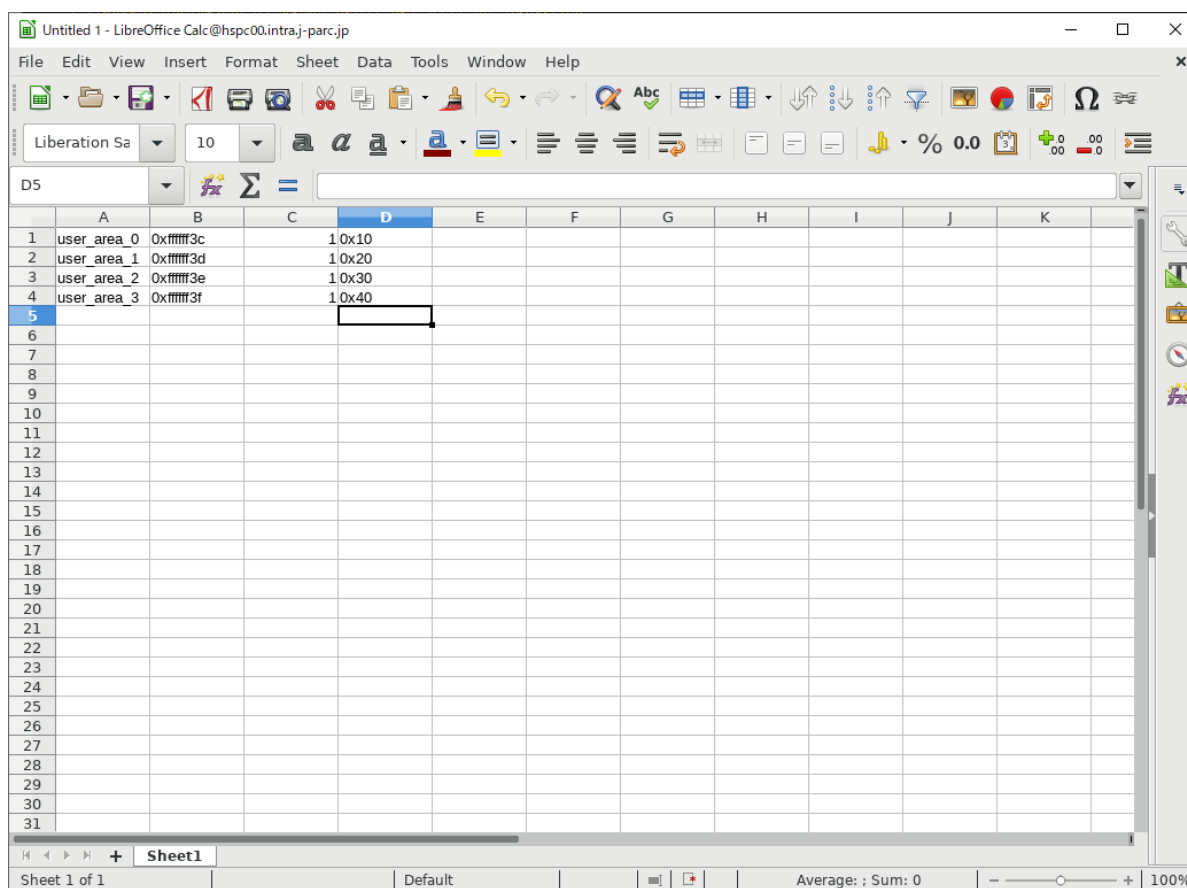 Untitled 1 - LibreOffice Calc@hspc00.intra.j-parc.jp
File Edit View Insert Format Sheet Data Tools Window Help
Abc
Liberation Sa 10 a a a a % 0.0
D5
A B C D E F G H I J K
1 user_area_0 0xffffff3c 1 0x10
2 user_area_1 0xffffff3d 1 0x20
3 user_area_2 0xffffff3e 1 0x30
4 user_area_3 0xffffff3f 1 0x40
5
6
7
8
9
10
11
12
13
14
15
16
17
18
19
20
21
22
23
24
25
26
27
28
29
30
31
Sheet1
Sheet 1 of 1 Default Average: ; Sum: 0 100%